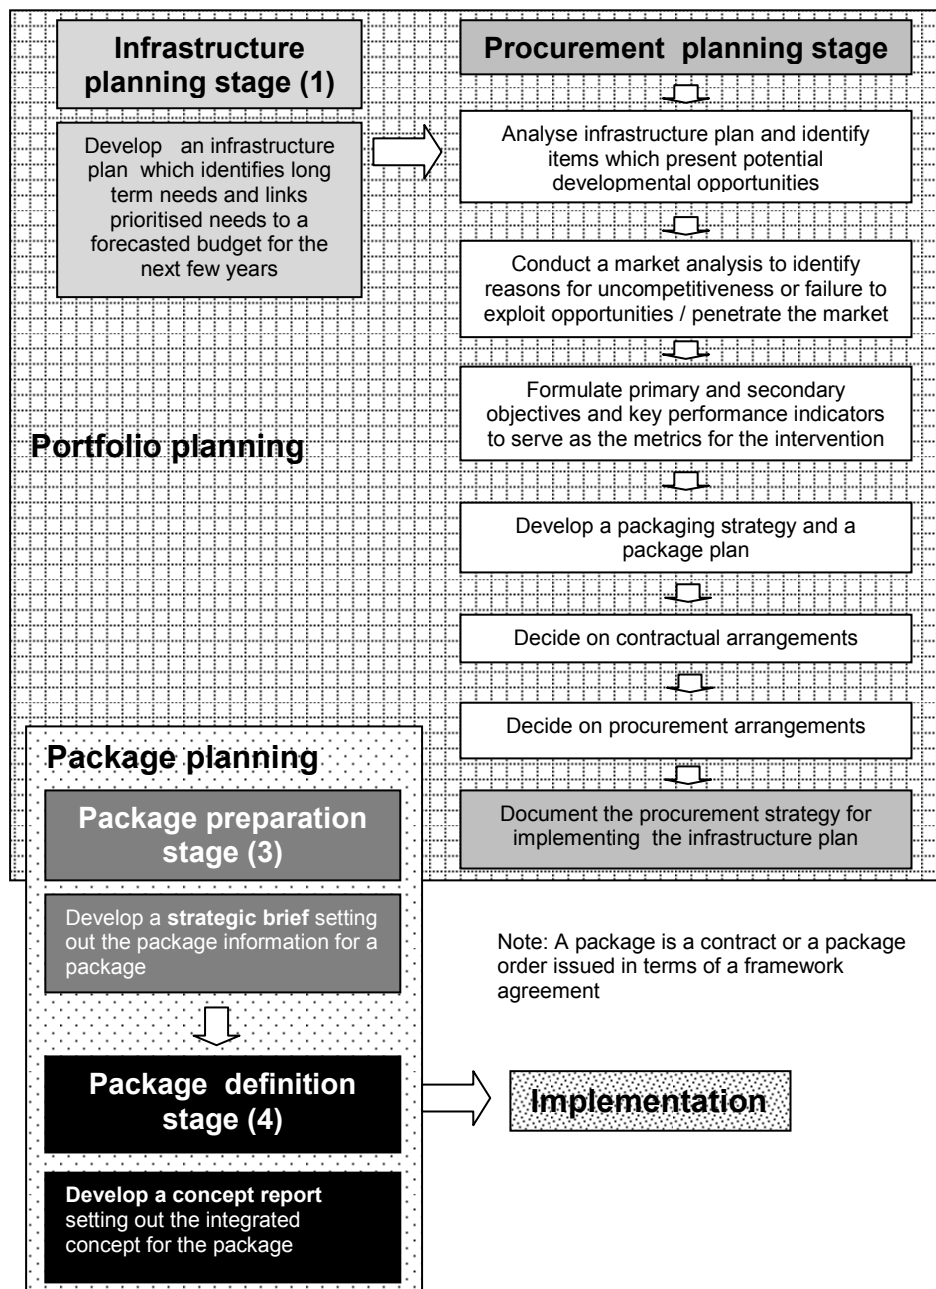 Infrastructure
planning stage (1)
Develop an infrastructure
plan which identifies long
term needs and links
prioritised needs to a
forecasted budget for the
next few years
Procurement planning stage
Analyse infrastructure plan and identify
items which present potential
developmental opportunities
Conduct a market analysis to identify
reasons for uncompetitiveness or failure to
exploit opportunities / penetrate the market
Formulate primary and secondary
objectives and key performance indicators
to serve as the metrics for the intervention
Portfolio planning
Develop a packaging strategy and a
package plan
Decide on contractual arrangements
Decide on procurement arrangements
Document the procurement strategy for
implementing the infrastructure plan
Package planning
Package preparation
stage (3)
Develop a strategic brief setting
out the package information for a
package
Note: A package is a contract or a package
order issued in terms of a framework
agreement
Package definition
stage (4)
Implementation
Develop a concept report
setting out the integrated
concept for the package